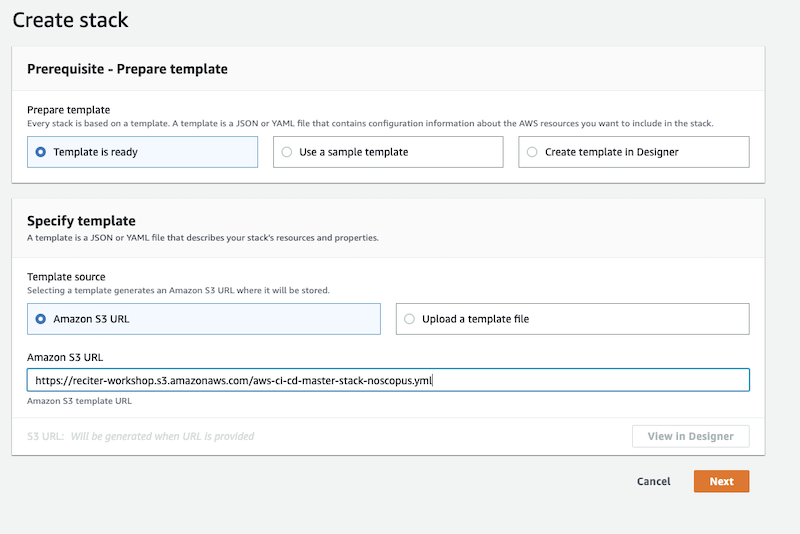 Create stack
Prerequisite - Prepare template
Prepare template
Every stack is based on a template. A template is a JSON or YAML file that contains configuration information about the AWS resources you want to include in the stack.
Template is ready
Use a sample template
Create template in Designer
Specify template
A template is a JSON or YAML file that describes your stack's resources and properties.
Template source
Selecting a template generates an Amazon S3 URL where it will be stored.
Amazon S3 URL
Upload a template file
Amazon S3 URL
https://reciter-workshop.s3.amazonaws.com/aws-ci-cd-master-stack-noscopus.yml
Amazon S3 template URL
S3 URL: Will be generated when URL is provided
View in Designer
Cancel
Next